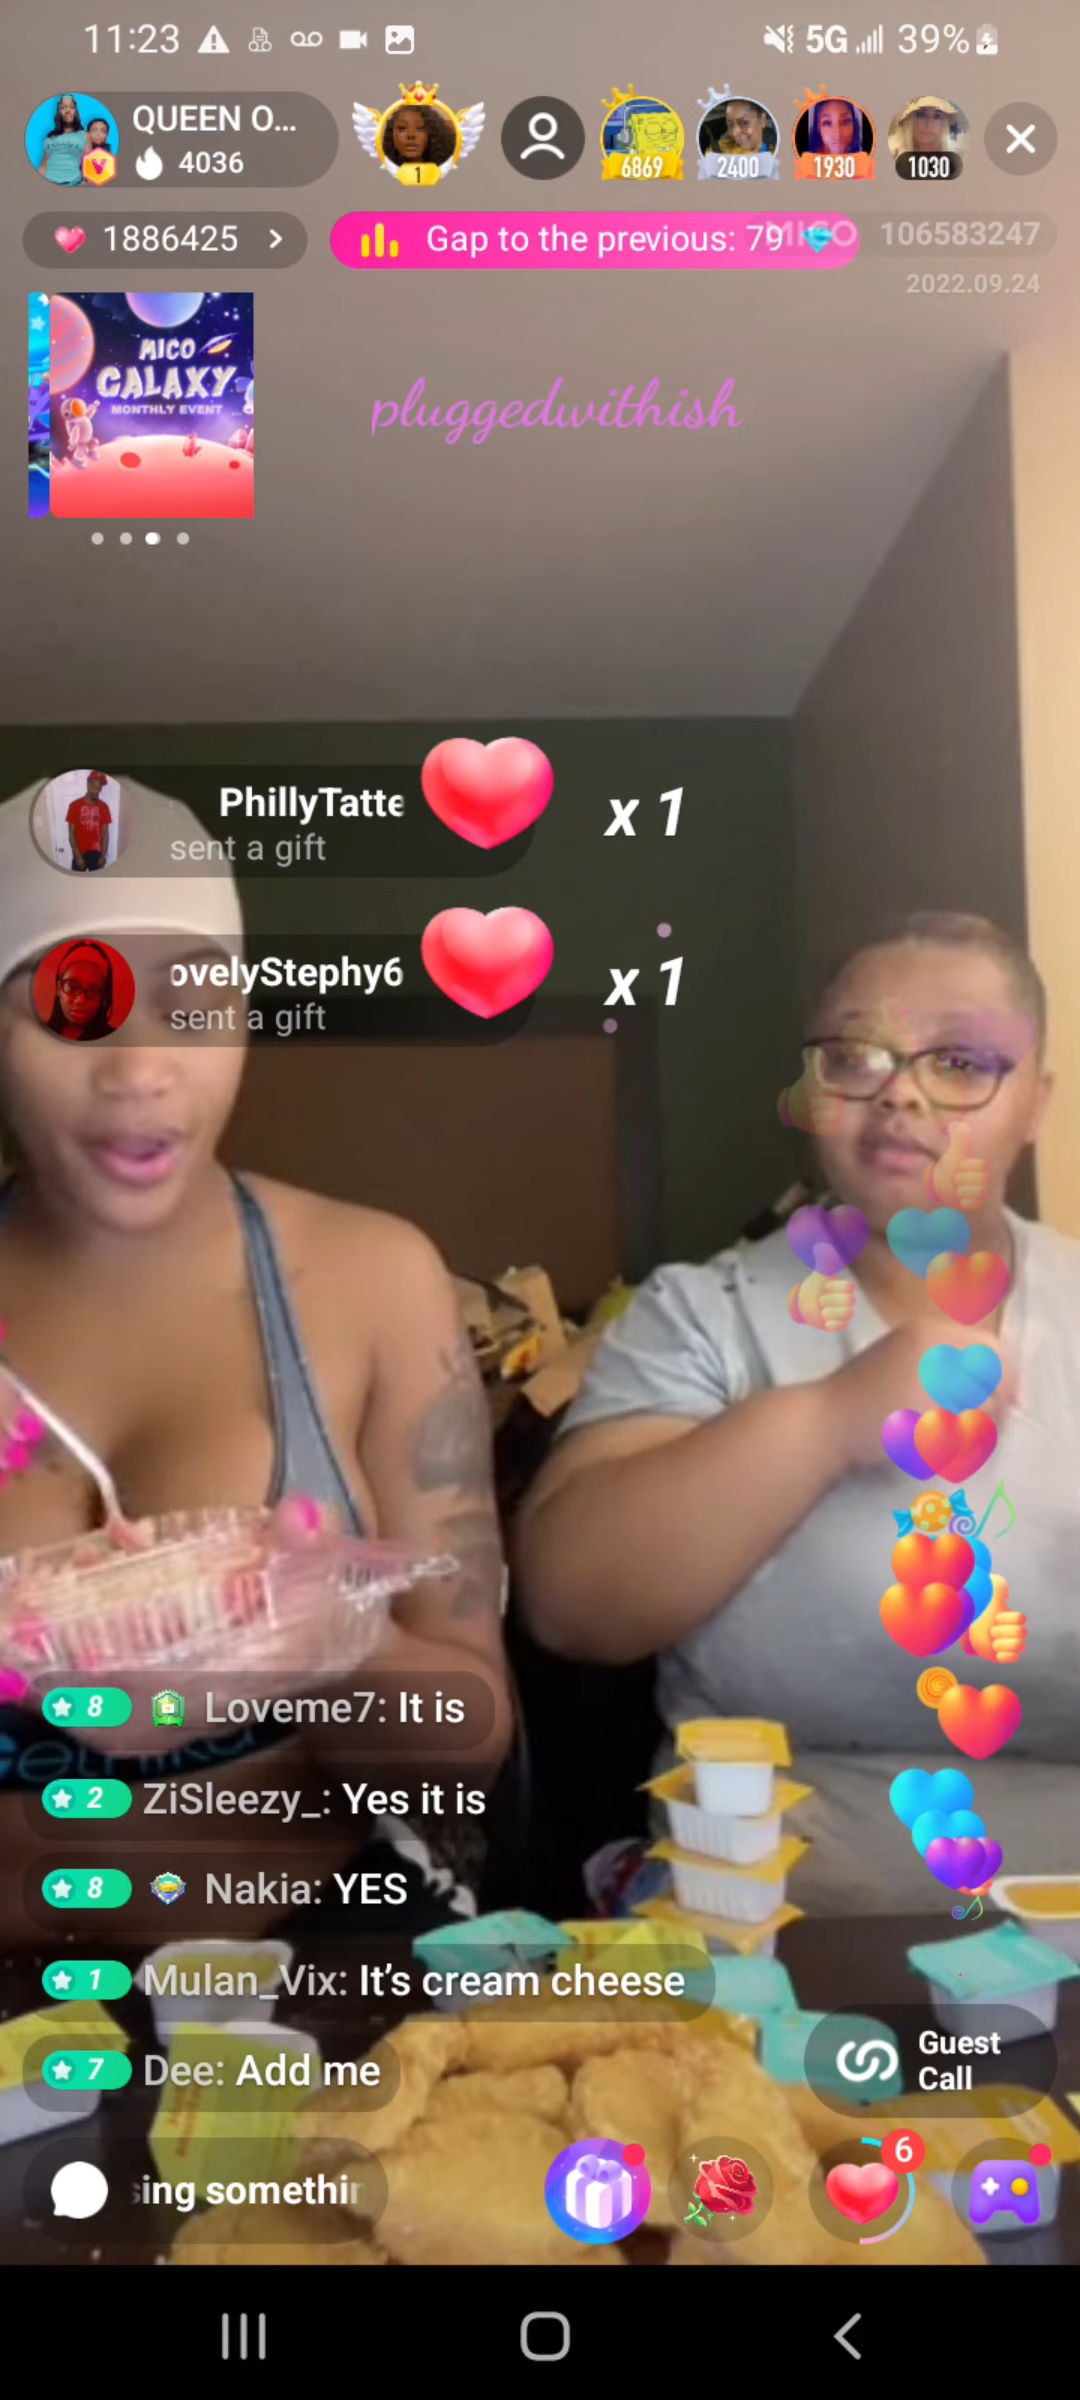 11:23
5G 39%
QUEEN O...
4036
1
6869
2400
1930
1030
1886425
Gap to the previous: 79
MICO 106583247
2022.09.24
MICO
GALAXY
MONTHLY EVENT
pluggedwithish
PhillyTatte
sent a gift
x 1
ovelyStephy6
sent a gift
x 1
8 Loveme7: It is
2 ZiSleezy_: Yes it is
8 Nakia: YES
1 Mulan_Vix: It's cream cheese
7 Dee: Add me
Guest
Call
sing somethin
6